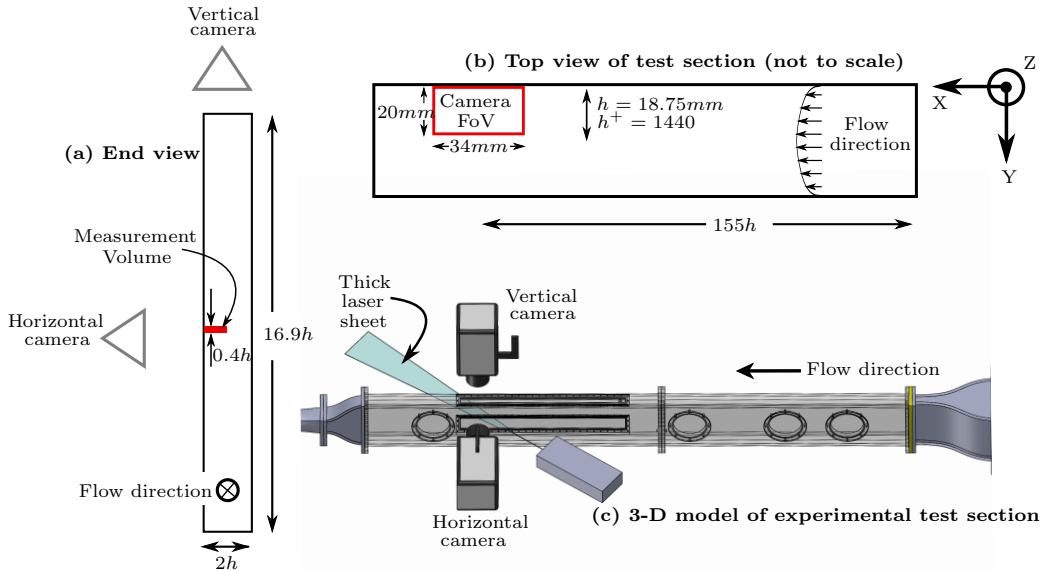 Vertical
camera
(a) End view
Measurement
Volume
Horizontal
camera
0.4h
16.9h
Flow direction
2h
(b) Top view of test section (not to scale)
20mm
Camera
FoV
34mm
h = 18.75mm
h⁺ = 1440
Flow
direction
155h
X
Z
Y
Thick
laser
sheet
Vertical
camera
Flow direction
Horizontal
camera
(c) 3-D model of experimental test section